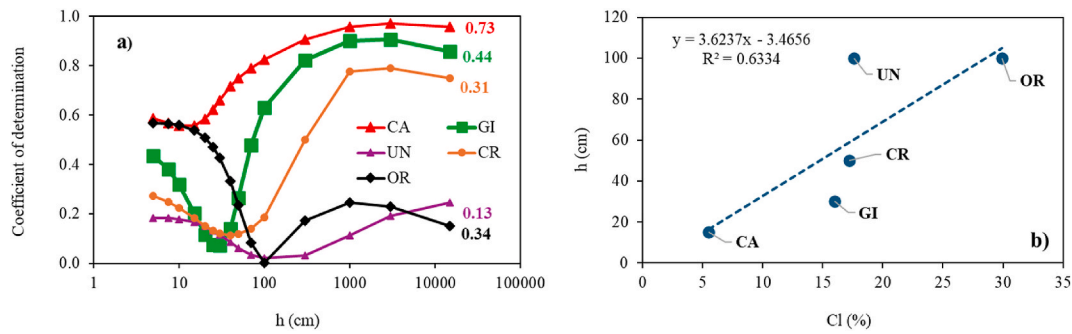 a)
Coefficient of determination
1.0
0.8
0.6
0.4
0.2
0.0
1
10
100
1000
10000
100000
h (cm)
0.73
0.44
0.31
0.13
0.34
CA
GI
UN
CR
OR
y = 3.6237x - 3.4656
R² = 0.6334
h (cm)
120
100
80
60
40
20
0
0
5
10
15
20
25
30
35
Cl (%)
UN
OR
CR
GI
CA
b)